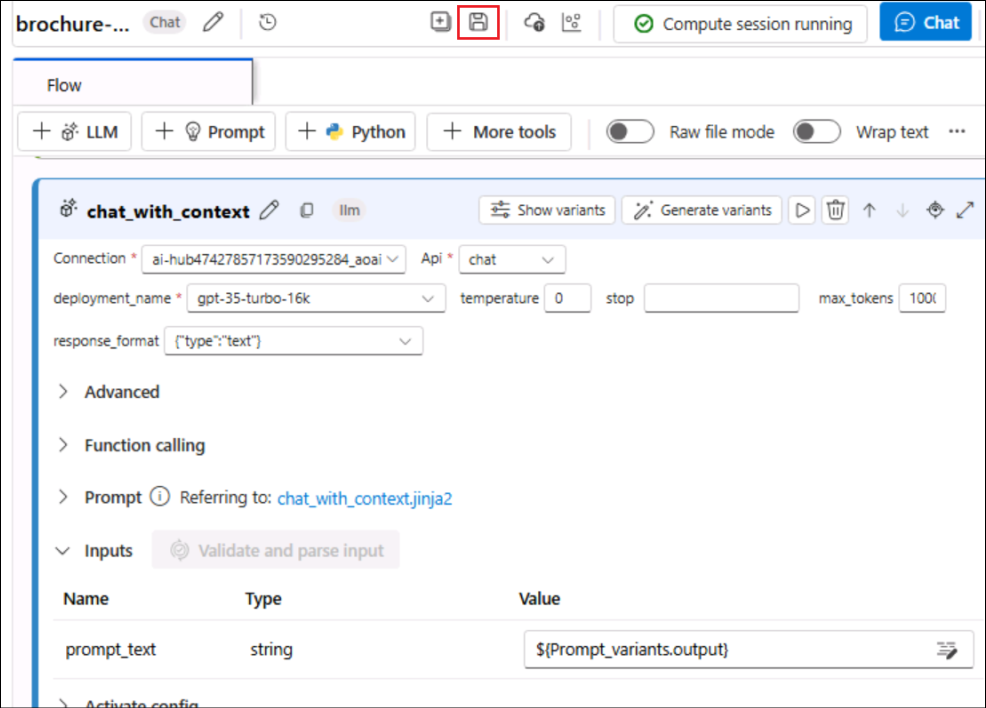 brochure-... Chat Compute session running Chat
Flow
LLM Prompt Python More tools Raw file mode Wrap text ...
chat_with_context llm Show variants Generate variants
Connection * ai-hub47427857173590295284_aoai Api * chat
deployment_name * gpt-35-turbo-16k temperature 0 stop max_tokens
response_format {"type":"text"}
Advanced
Function calling
Prompt Referring to: chat_with_context.jinja2
Inputs Validate and parse input
Name Type Value
prompt_text string ${Prompt_variants.output}
Activate config